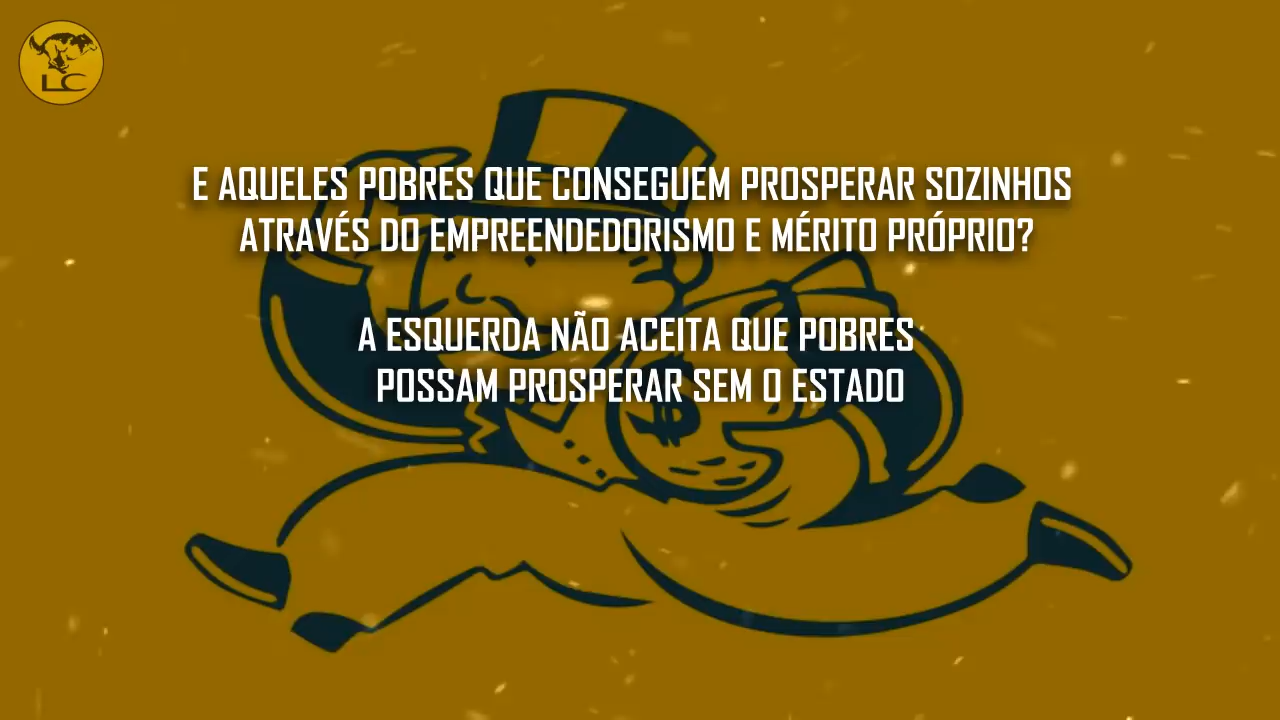 LC
E AQUELES POBRES QUE CONSEGUEM PROSPERAR SOZINHOS
ATRAVÉS DO EMPREENDEDORISMO E MÉRITO PRÓPRIO?
A ESQUERDA NÃO ACEITA QUE POBRES
POSSAM PROSPERAR SEM O ESTADO
$